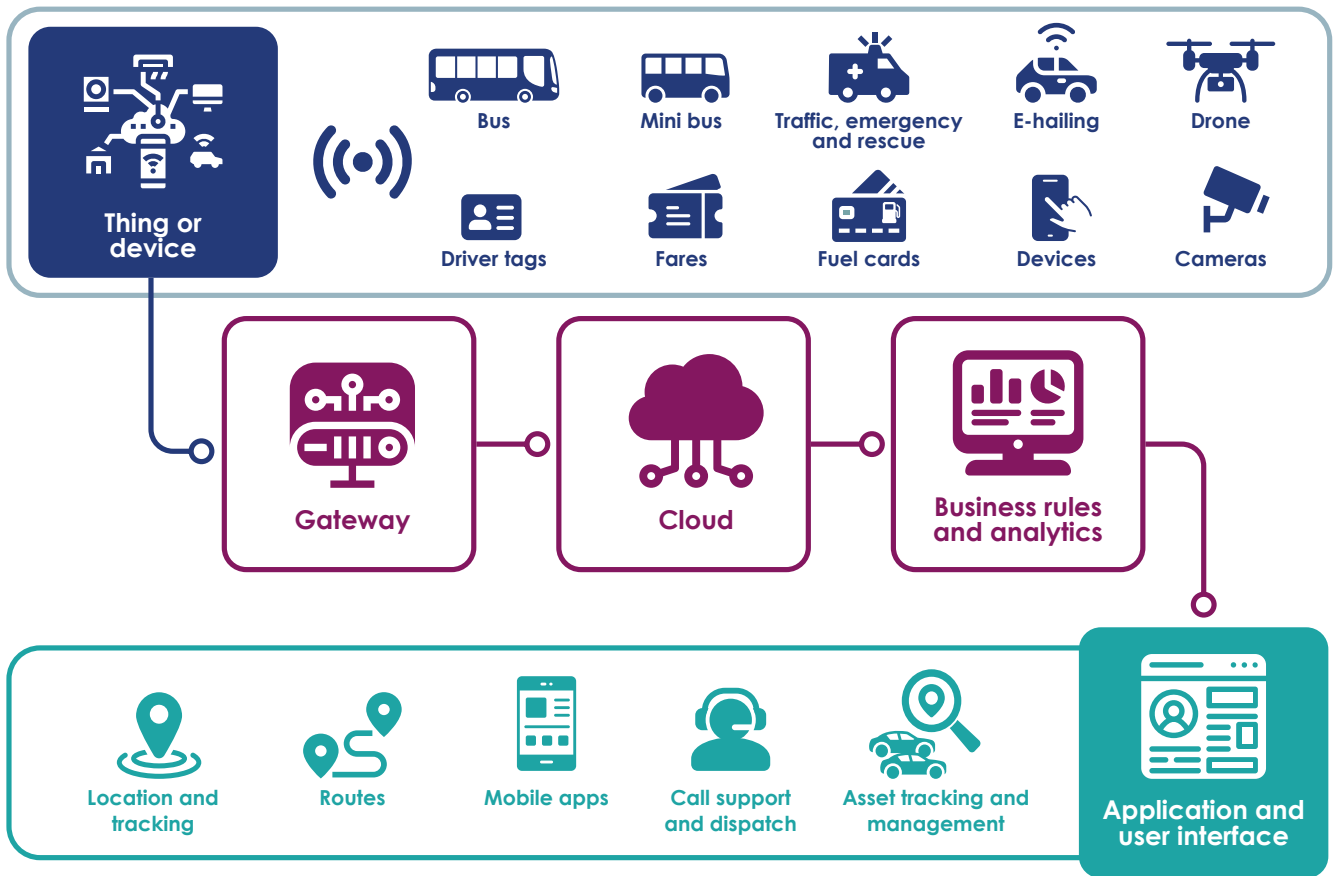 Bus
Mini bus
Traffic, emergency
and rescue
E-hailing
Drone
Thing or
device
Driver tags
Fares
Fuel cards
Devices
Cameras
Gateway
Cloud
Business rules
and analytics
Location and
tracking
Routes
Mobile apps
Call support
and dispatch
Asset tracking and
management
Application and
user interface